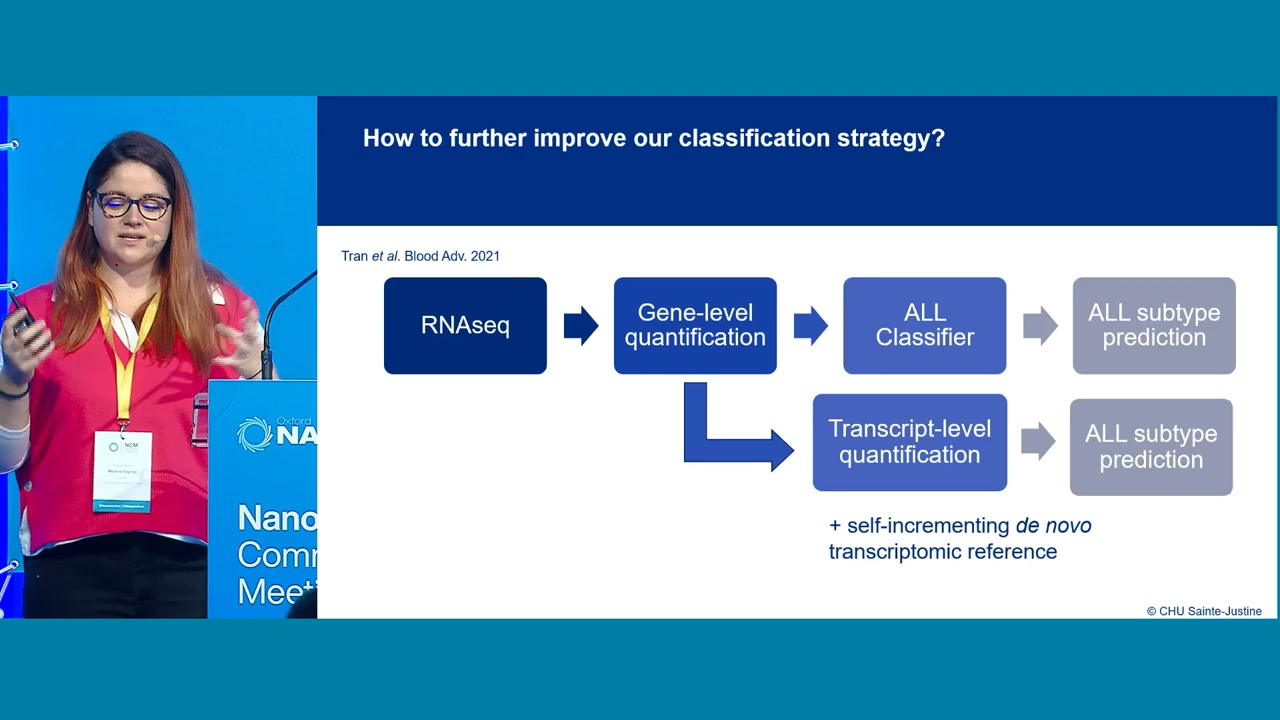 How to further improve our classification strategy?
Tran et al. Blood Adv. 2021
RNAseq
Gene-level
quantification
ALL
Classifier
ALL subtype
prediction
Transcript-level
quantification
ALL subtype
prediction
+ self-incrementing de novo
transcriptomic reference
© CHU Sainte-Justine
Oxford
NA
Nano
Comm
Meeti
NCM